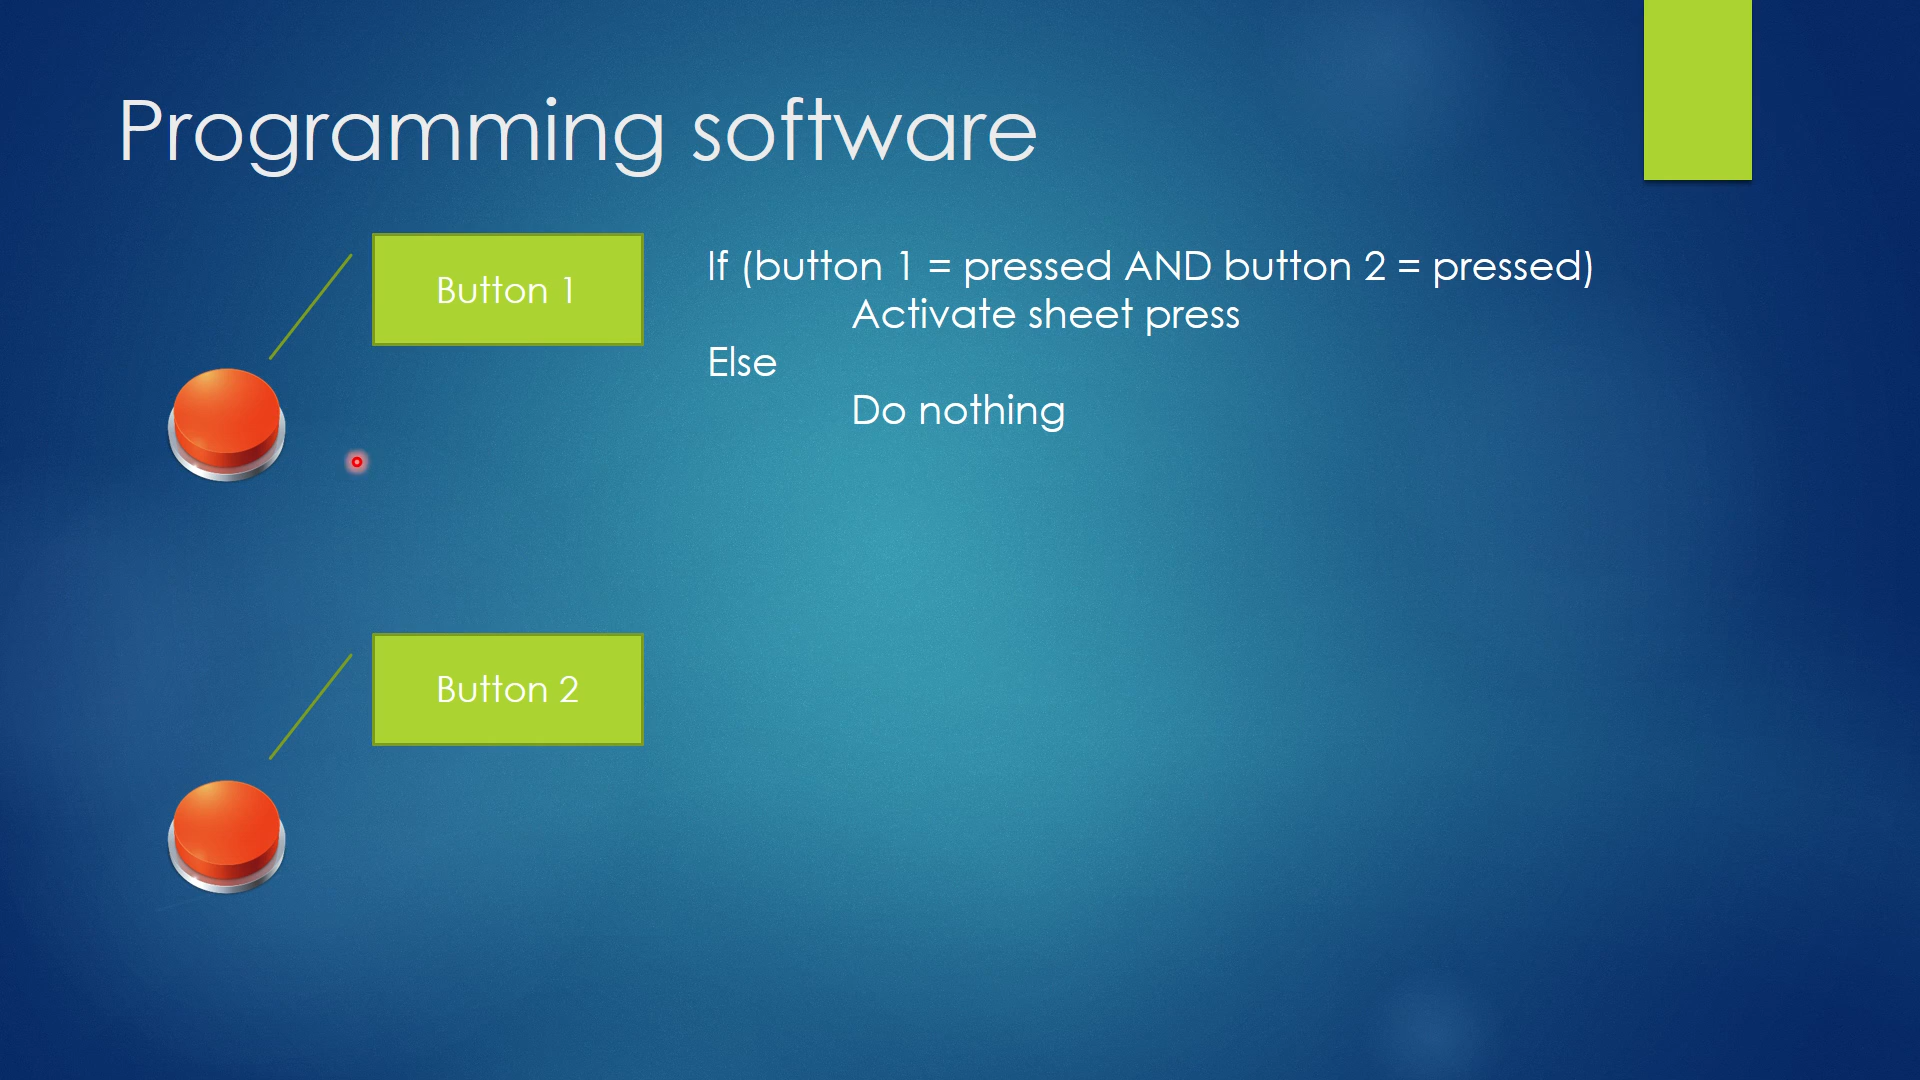 Programming software
Button 1
If (button 1 = pressed AND button 2 = pressed)
Activate sheet press
Else
Do nothing
Button 2